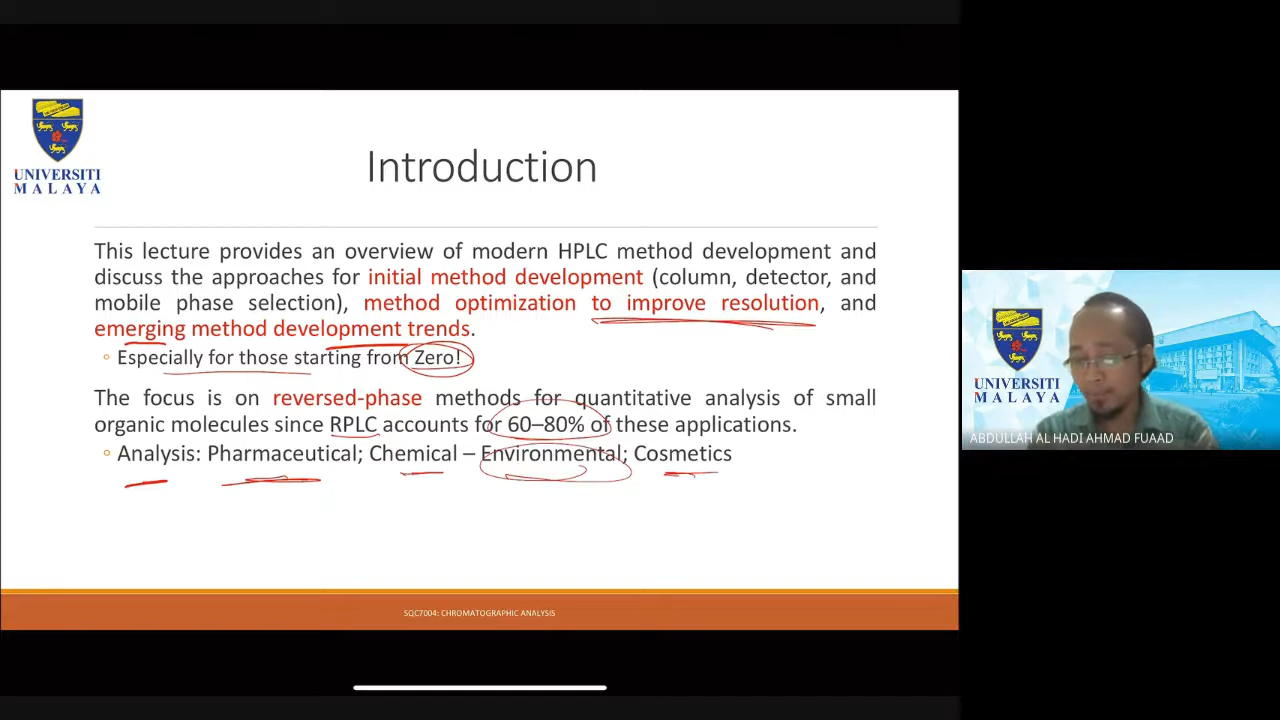 UNIVERSITI
MALAYA
Introduction
This lecture provides an overview of modern HPLC method development and
discuss the approaches for initial method development (column, detector, and
mobile phase selection), method optimization to improve resolution, and
emerging method development trends.
◦ Especially for those starting from Zero!
The focus is on reversed-phase methods for quantitative analysis of small
organic molecules since RPLC accounts for 60–80% of these applications.
◦ Analysis: Pharmaceutical; Chemical – Environmental; Cosmetics
SQC7004: CHROMATOGRAPHIC ANALYSIS
UNIVERSITI
MALAYA
ABDULLAH AL HADI AHMAD FUAAD